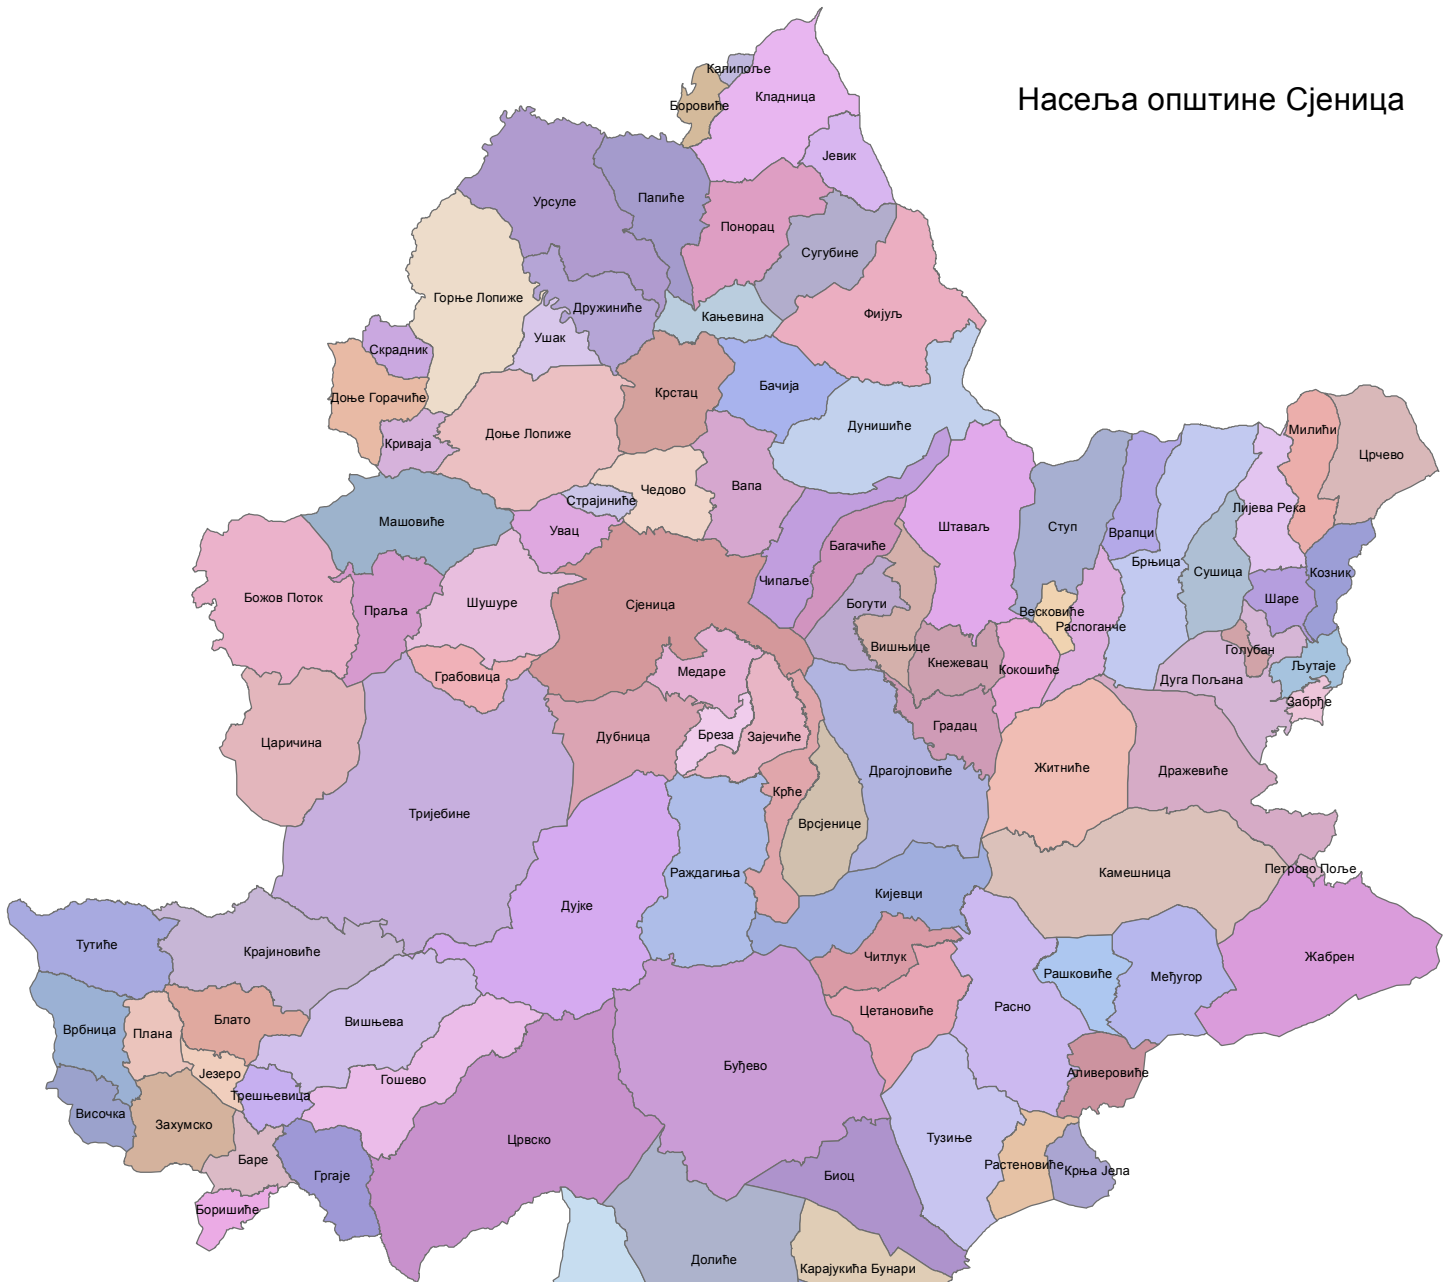 Насеља општине Сјеница
Калипоље
Кладница
Боровиће
Јевик
Урсуле
Папиће
Понорац
Сугубине
Горње Лопиже
Дружиниће
Кањевина
Фијуљ
Ушак
Скрадник
Доње Горачиће
Крстац
Бачија
Дунишиће
Криваја
Доње Лопиже
Милићи
Црчево
Вапа
Чедово
Страјиниће
Лијева Река
Машовиће
Увац
Штаваљ
Ступ
Врапци
Багачиће
Брњица
Сушица
Козник
Чипаље
Божов Поток
Праља
Шушуре
Сјеница
Богути
Шаре
Весковиће
Распоганче
Вишњице
Голубан
Грабовица
Медаре
Кнежевац
Кокошиће
Дуга Пољана
Љутаје
Забрђе
Царичина
Дубница
Бреза
Зајечиће
Градац
Драгојловиће
Житниће
Дражевиће
Крће
Тријебине
Врсјенице
Раждагиња
Камешница
Петрово Поље
Дујке
Кијевци
Тутиће
Крајиновиће
Читлук
Рашковиће
Међугор
Жабрен
Цетановиће
Расно
Врбница
Плана
Блато
Вишњева
Језеро
Гошево
Буђево
Аливеровиће
Трешњевица
Височка
Захумско
Црвско
Тузиње
Баре
Гргаје
Биоц
Растеновиће
Крња Јела
Боришиће
Долиће
Карајукића Бунари